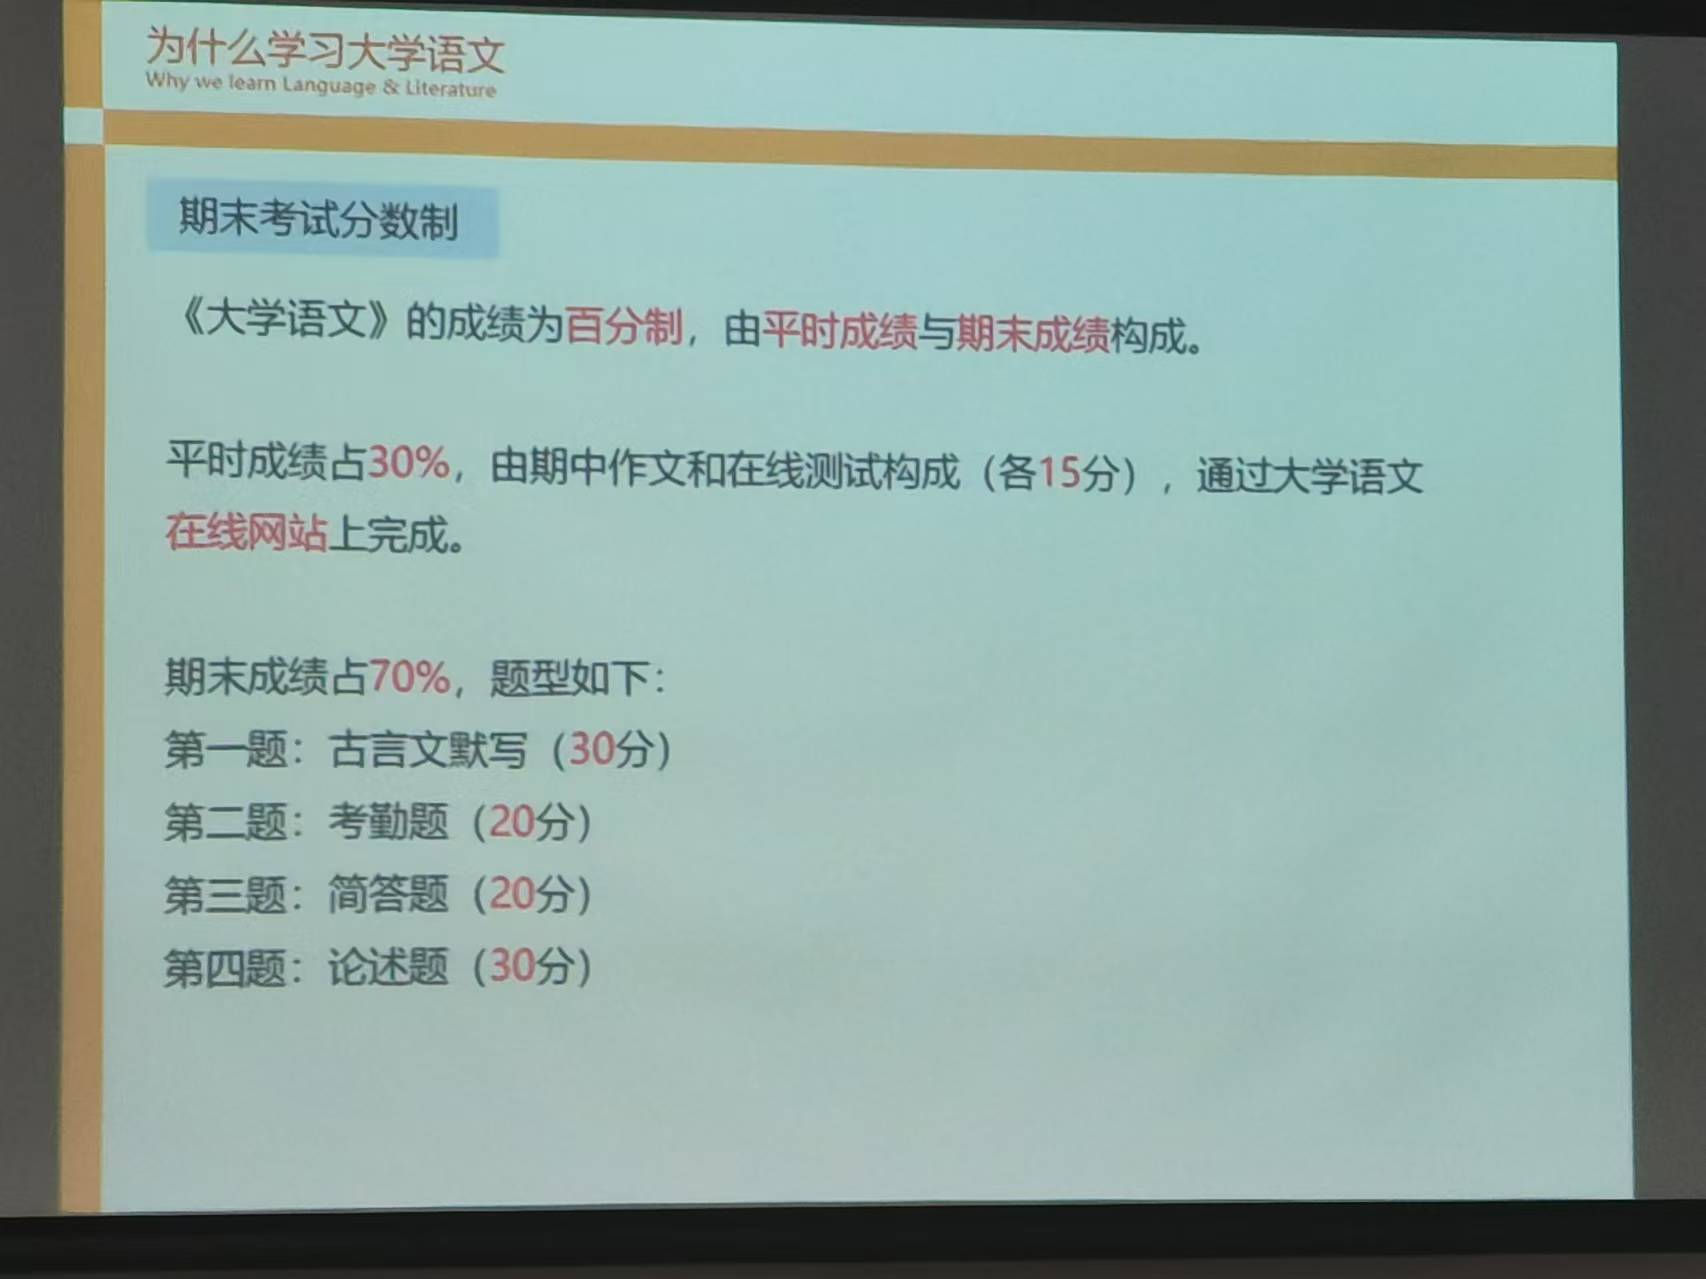 为什么学习大学语文
Why we learn Language & Literature
期末考试分数制
《大学语文》的成绩为百分制，由平时成绩与期末成绩构成。
平时成绩占30%，由期中作文和在线测试构成（各15分），通过大学语文
在线网站上完成。
期末成绩占70%，题型如下：
第一题：古言文默写（30分）
第二题：考勤题（20分）
第三题：简答题（20分）
第四题：论述题（30分）